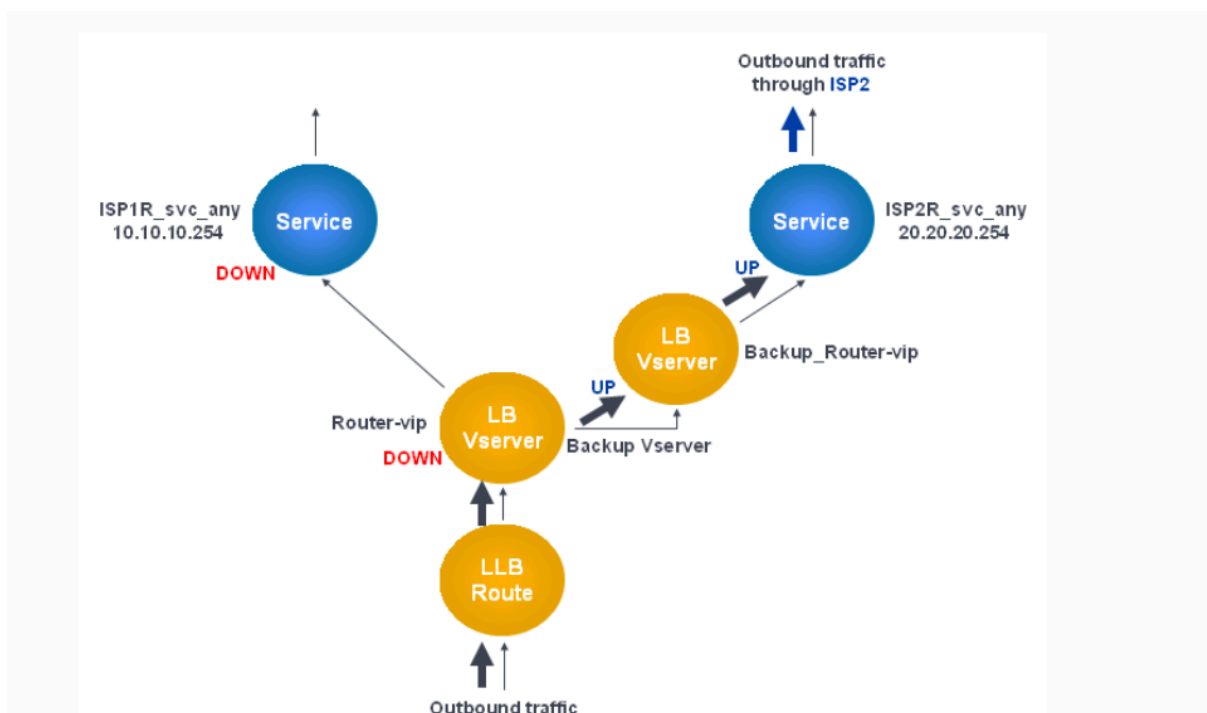 Outbound traffic
through ISP2
ISP1R_svc_any
10.10.10.254
Service
DOWN
Service
ISP2R_svc_any
20.20.20.254
UP
LB
Vserver
Backup_Router-vip
UP
Router-vip
LB
Vserver
DOWN
Backup Vserver
LLB
Route
Outbound traffic